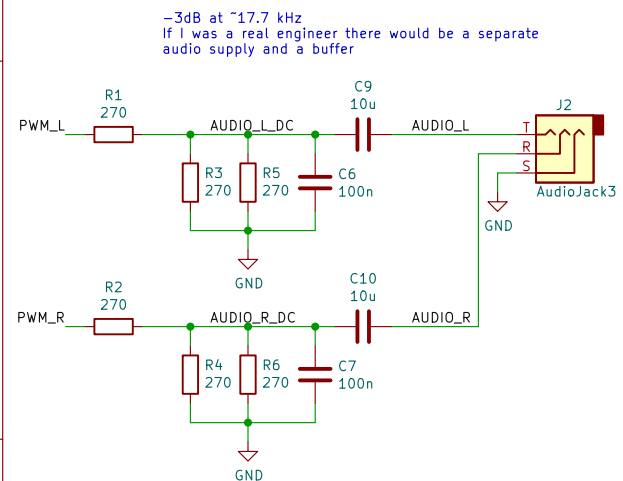 -3dB at ~17.7 kHz
If I was a real engineer there would be a separate
audio supply and a buffer
C9
10u
J2
R1
270
PWM_L
AUDIO_L_DC
AUDIO_L
T
R
S
R3
270
R5
270
C6
100n
AudioJack3
GND
GND
C10
10u
R2
270
PWM_R
AUDIO_R_DC
AUDIO_R
R4
270
R6
270
C7
100n
GND